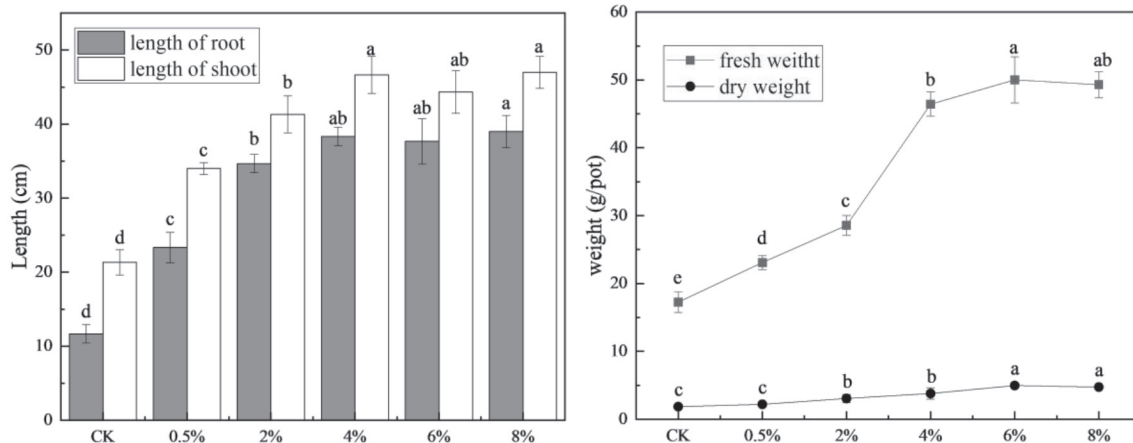 length of root
length of shoot
Length (cm)
50
40
30
20
10
0
d
d
c
c
b
b
ab
a
ab
ab
a
a
CK
0.5%
2%
4%
6%
8%
fresh weitht
dry weight
weight (g/pot)
60
50
40
30
20
10
0
e
d
c
b
a
ab
c
c
b
b
a
a
CK
0.5%
2%
4%
6%
8%